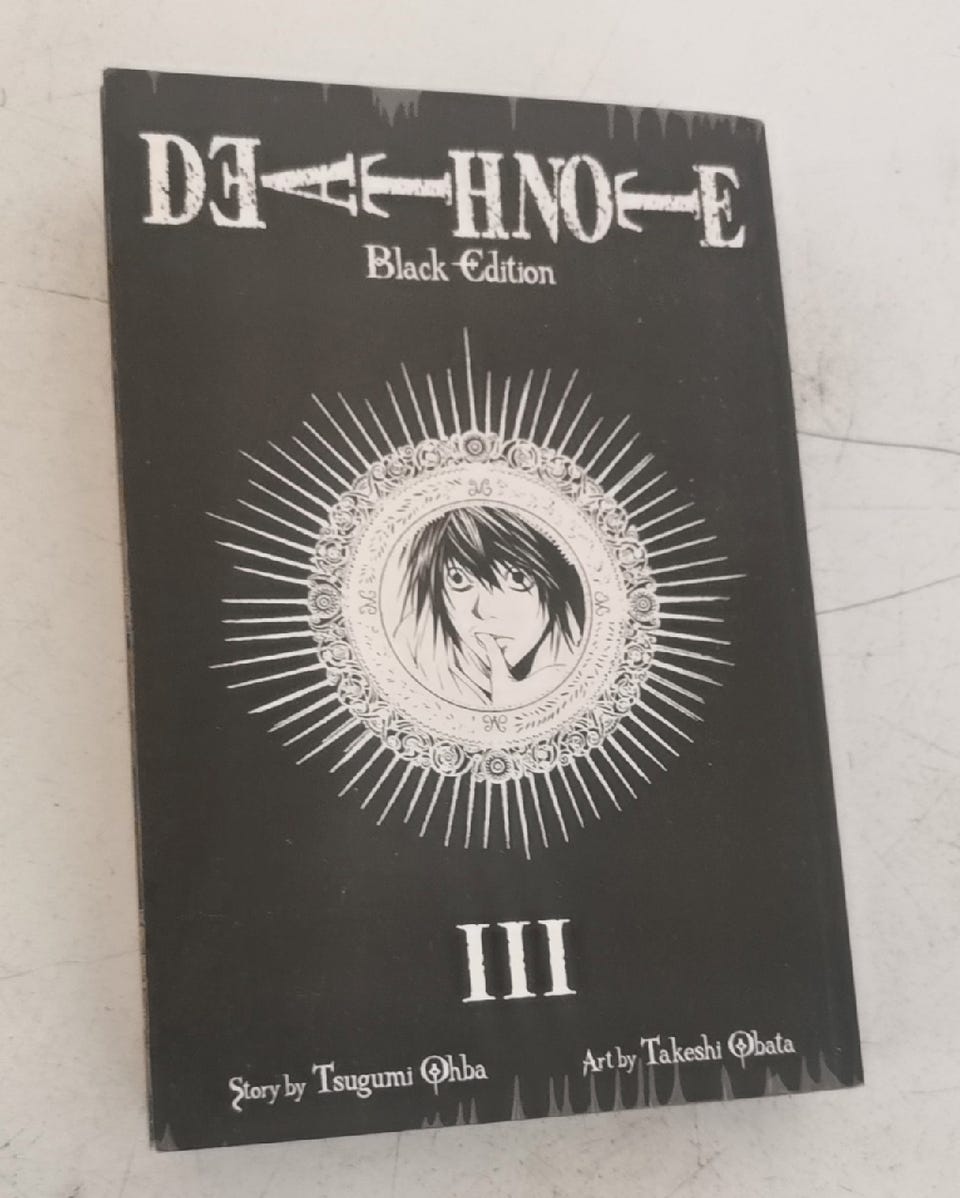 DEATHNOTE
Black Edition
III
Story by Tsugumi Ohba
Art by Takeshi Obata